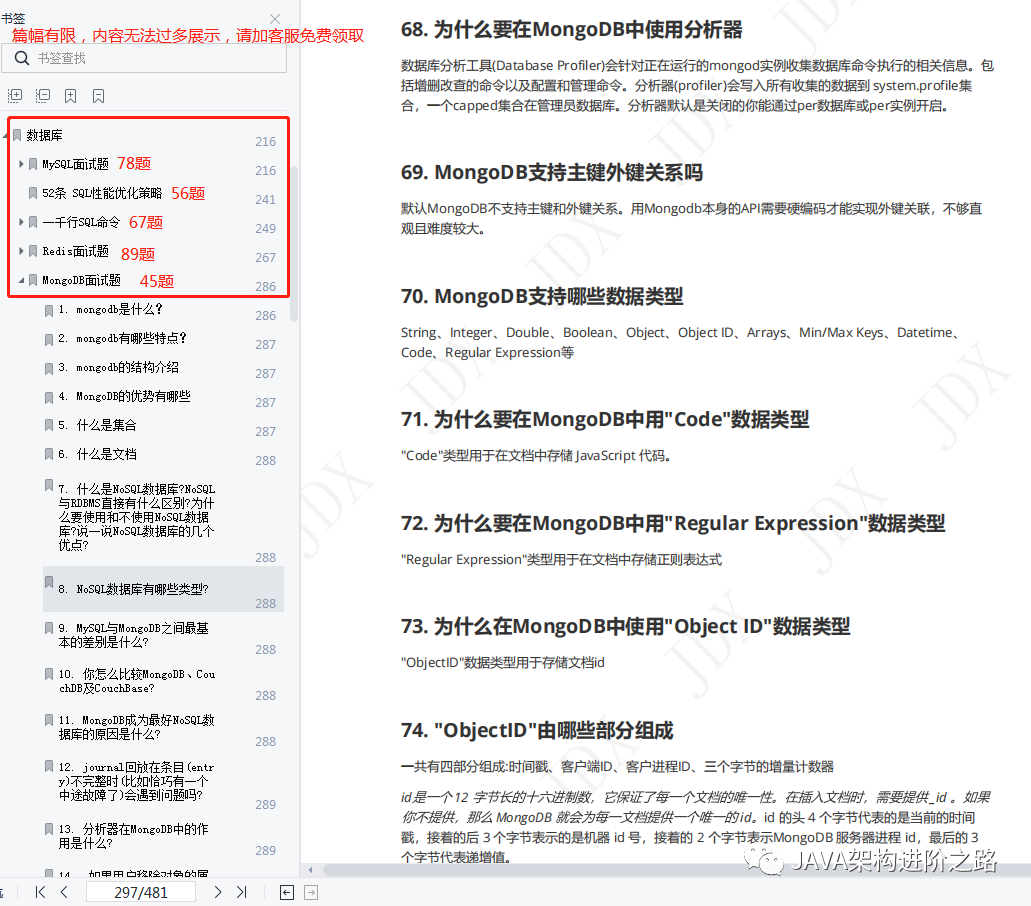 书签
篇幅有限，内容无法过多展示，请加客服免费领取
书签查找
数据库 216
MySQL面试题 78题 216
52条 SQL性能优化策略 56题 241
一千行SQL命令 67题 249
Redis面试题 89题 267
MongoDB面试题 45题 286
1. mongodb是什么? 286
2. mongodb有哪些特点? 287
3. mongodb的结构介绍 287
4. MongoDB的优势有哪些 287
5. 什么是集合 287
6. 什么是文档 288
7. 什么是NoSQL数据库?NoSQL
与RDBMS直接有什么区别?为什
么要使用和不使用NoSQL数据
库?说一说NoSQL数据库的几个
优点? 288
8. NoSQL数据库有哪些类型? 288
9. MySQL与MongoDB之间最基
本的差别是什么? 288
10. 你怎么比较MongoDB、Cou
chDB及CouchBase? 288
11. MongoDB成为最好NoSQL数
据库的原因是什么? 288
12. journal回放在条目(entr
y)不完整时(比如恰巧有一个
中途故障了)会遇到问题吗? 289
13. 分析器在MongoDB中的作
用是什么? 289
14. 如果用户移除对象的属
297/481
68. 为什么要在MongoDB中使用分析器
数据库分析工具(Database Profiler)会针对正在运行的mongod实例收集数据库命令执行的相关信息。包
括增删改查的命令以及配置和管理命令。分析器(profiler)会写入所有收集的数据到 system.profile集
合，一个capped集合在管理员数据库。分析器默认是关闭的你能通过per数据库或per实例开启。
69. MongoDB支持主键外键关系吗
默认MongoDB不支持主键和外键关系。用Mongodb本身的API需要硬编码才能实现外键关联，不够直
观且难度较大。
70. MongoDB支持哪些数据类型
String、Integer、Double、Boolean、Object、Object ID、Arrays、Min/Max Keys、Datetime、
Code、Regular Expression等
71. 为什么要在MongoDB中用"Code"数据类型
"Code"类型用于在文档中存储 JavaScript 代码。
72. 为什么要在MongoDB中用"Regular Expression"数据类型
"Regular Expression"类型用于在文档中存储正则表达式
73. 为什么在MongoDB中使用"Object ID"数据类型
"ObjectID"数据类型用于存储文档id
74. "ObjectID"由哪些部分组成
一共有四部分组成:时间戳、客户端ID、客户进程ID、三个字节的增量计数器
id是一个 12 字节长的十六进制数，它保证了每一个文档的唯一性。在插入文档时，需要提供_id 。如果
你不提供，那么 MongoDB 就会为每一文档提供一个唯一的 id。id 的头 4 个字节代表的是当前的时间
戳，接着的后 3 个字节表示的是机器 id 号，接着的 2 个字节表示MongoDB 服务器进程 id，最后的 3
个字节代表递增值。
JAVA架构进阶之路
JDX
JDX
JDX
JDX
JDX
JDX
JDX
JDX
JDX